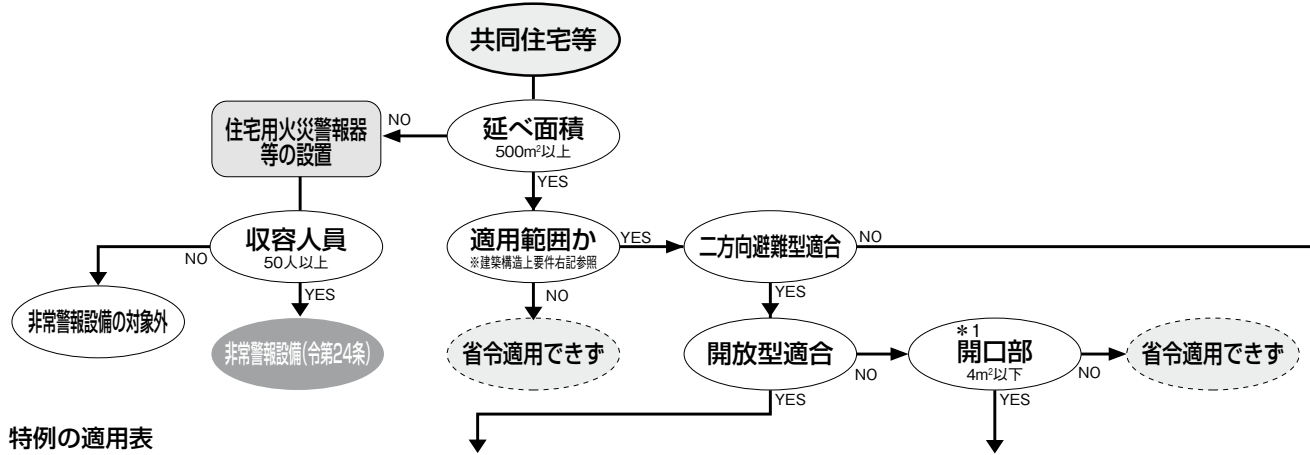 共同住宅等
住宅用火災警報器
等の設置
NO
延べ面積
500m²以上
YES
収容人員
50人以上
NO
YES
適用範囲か
※建築構造上要件右記参照
YES
NO
二方向避難型適合
NO
YES
非常警報設備の対象外
非常警報設備(令第24条)
省令適用できず
開放型適合
NO
YES
＊1
開口部
4m²以下
NO
YES
省令適用できず
特例の適用表